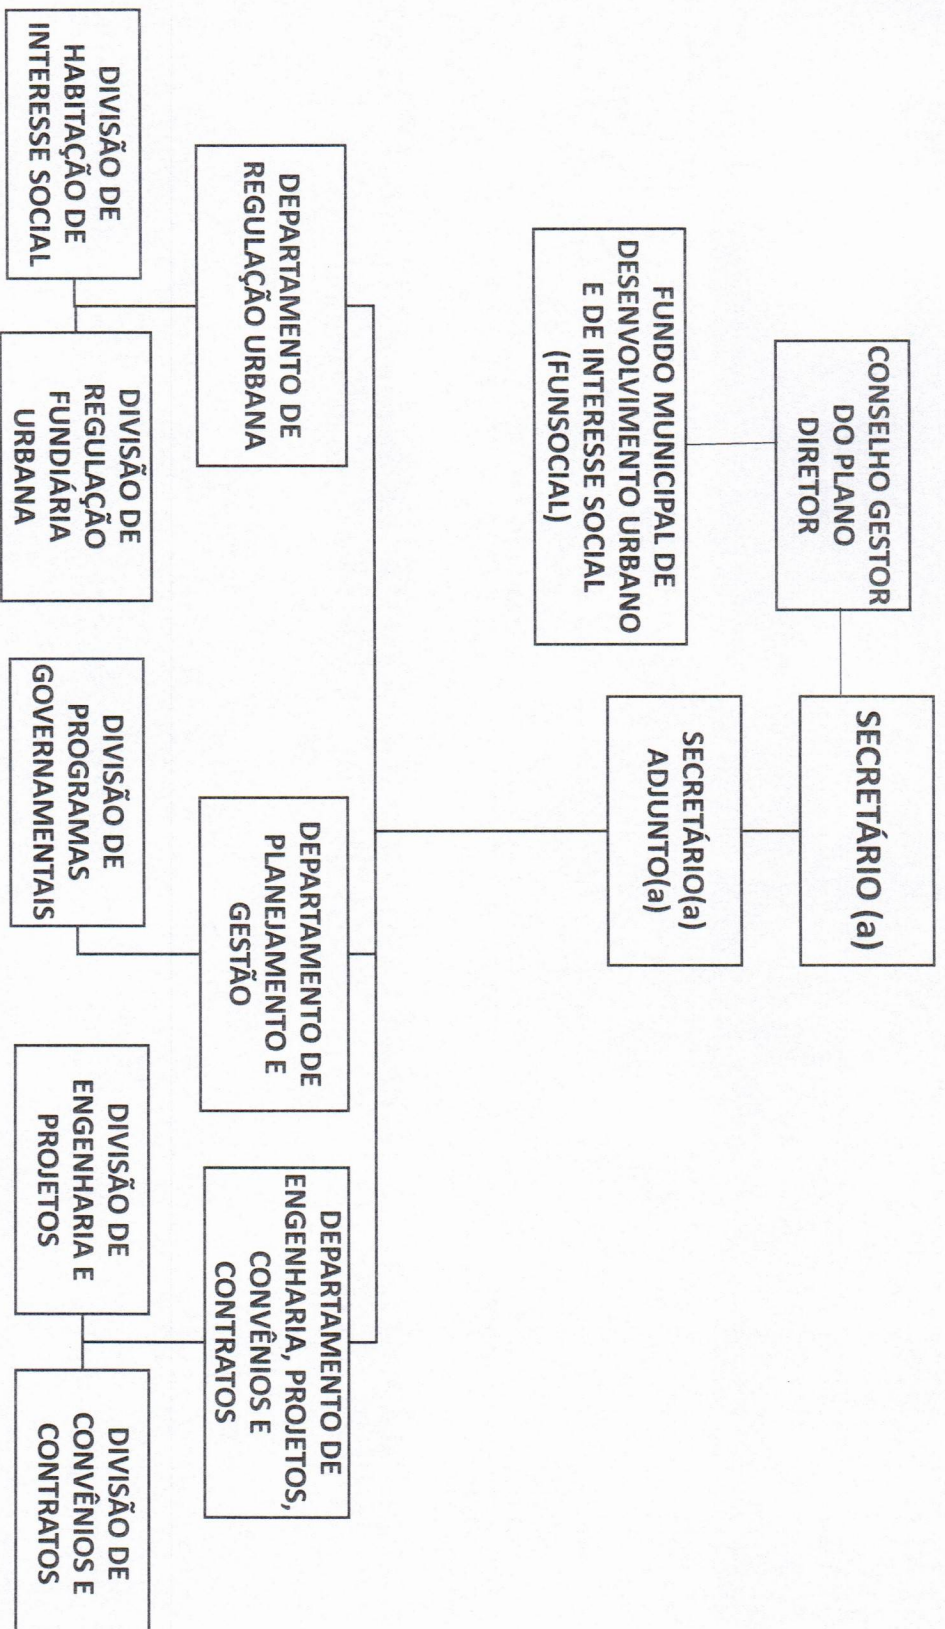 SECRETÁRIO (a)
CONSELHO GESTOR
DO PLANO
DIRETOR
SECRETÁRIO(a)
ADJUNTO(a)
FUNDO MUNICIPAL DE
DESENVOLVIMENTO URBANO
E DE INTERESSE SOCIAL
(FUNSOCIAL)
DEPARTAMENTO DE
REGULAÇÃO URBANA
DEPARTAMENTO DE
PLANEJAMENTO E
GESTÃO
DEPARTAMENTO DE
ENGENHARIA, PROJETOS,
CONVÊNIOS E
CONTRATOS
DIVISÃO DE
HABITAÇÃO DE
INTERESSE SOCIAL
DIVISÃO DE
REGULAÇÃO
FUNDIÁRIA
URBANA
DIVISÃO DE
PROGRAMAS
GOVERNAMENTAIS
DIVISÃO DE
ENGENHARIA E
PROJETOS
DIVISÃO DE
CONVÊNIOS E
CONTRATOS